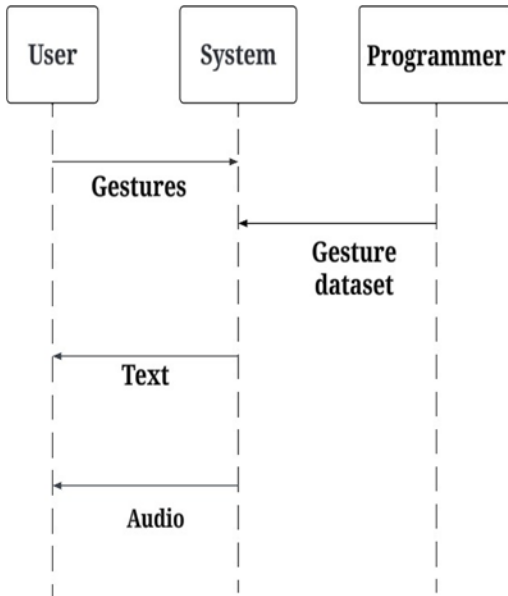 User
System
Programmer
Gestures
Gesture
dataset
Text
Audio